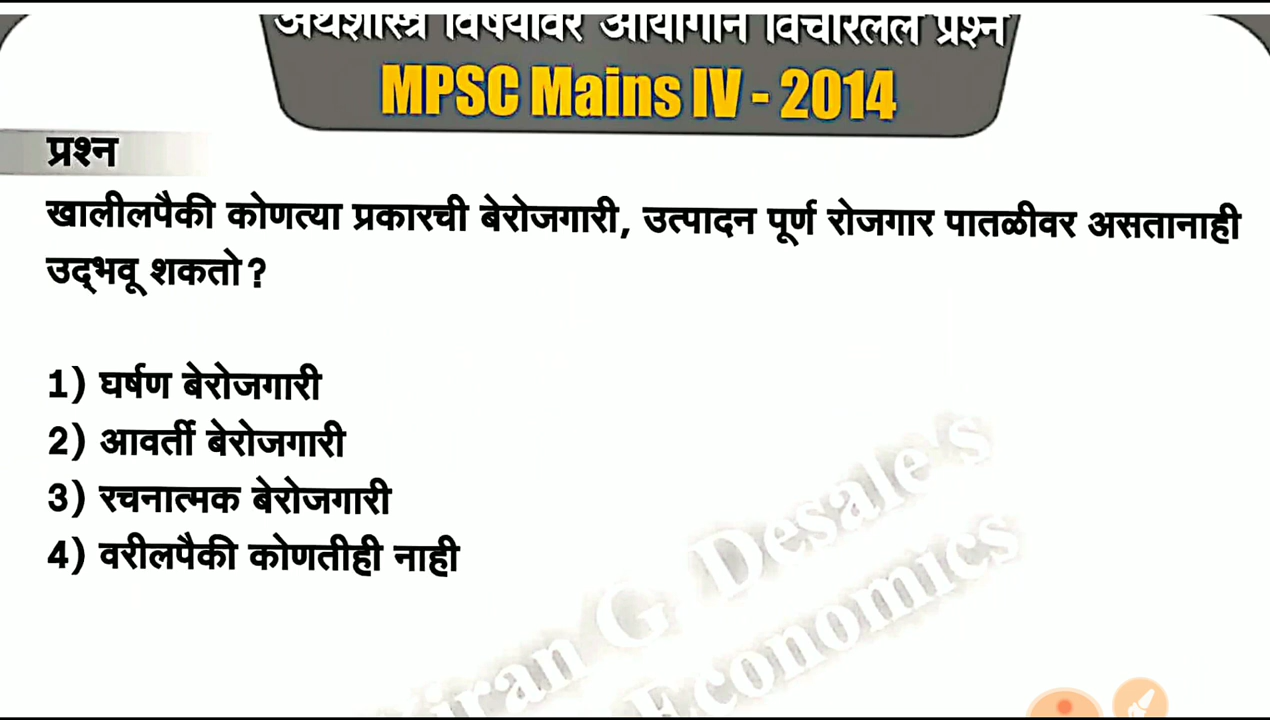 अर्थशास्त्र विषयावर आयोगाने विचारलेले प्रश्न
MPSC Mains IV - 2014
प्रश्न
खालीलपैकी कोणत्या प्रकारची बेरोजगारी, उत्पादन पूर्ण रोजगार पातळीवर असतानाही
उद्‌भवू शकतो?
1) घर्षण बेरोजगारी
2) आवर्ती बेरोजगारी
3) रचनात्मक बेरोजगारी
4) वरीलपैकी कोणतीही नाही
iran G Desale's
Economics